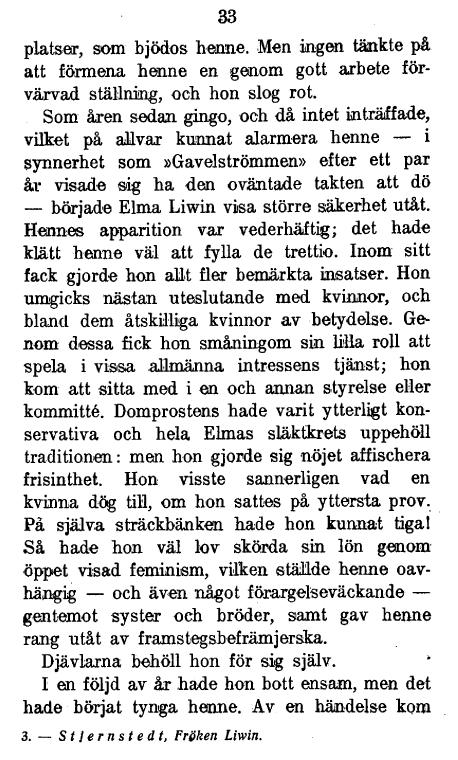 33
platser, som bjödos henne. Men ingen tänkte på
att förmena henne en genom gott arbete för-
värvad ställning, och hon slog rot.
Som åren sedan gingo, och då intet inträffade,
vilket på allvar kunnat alarmera henne — i
synnerhet som »Gavelströmmen» efter ett par
år visade sig ha den oväntade takten att dö
— började Elma Liwin visa större säkerhet utåt.
Hennes apparition var vederhäftig; det hade
klätt henne väl att fylla de trettio. Inom sitt
fack gjorde hon allt fler bemärkta insatser. Hon
umgicks nästan uteslutande med kvinnor, och
bland dem åtskilliga kvinnor av betydelse. Ge-
nom dessa fick hon småningom sin lilla roll att
spela i vissa allmänna intressens tjänst; hon
kom att sitta med i en och annan styrelse eller
kommitté. Domprostens hade varit ytterligt kon-
servativa och hela Elmas släktkrets uppehöll
traditionen: men hon gjorde sig nöjet affischera
frisinthet. Hon visste sannerligen vad en
kvinna dög till, om hon sattes på yttersta prov.
På själva sträckbänken hade hon kunnat tiga!
Så hade hon väl lov skörda sin lön genom
öppet visad feminism, vilken ställde henne oav-
hängig — och även något förargelseväckande —
gentemot syster och bröder, samt gav henne
rang utåt av framstegsbefrämjerska.
Djävlarna behöll hon för sig själv.
I en följd av år hade hon bott ensam, men det
hade börjat tynga henne. Av en händelse kom
3. — Stjernstedt, Fröken Liwin.